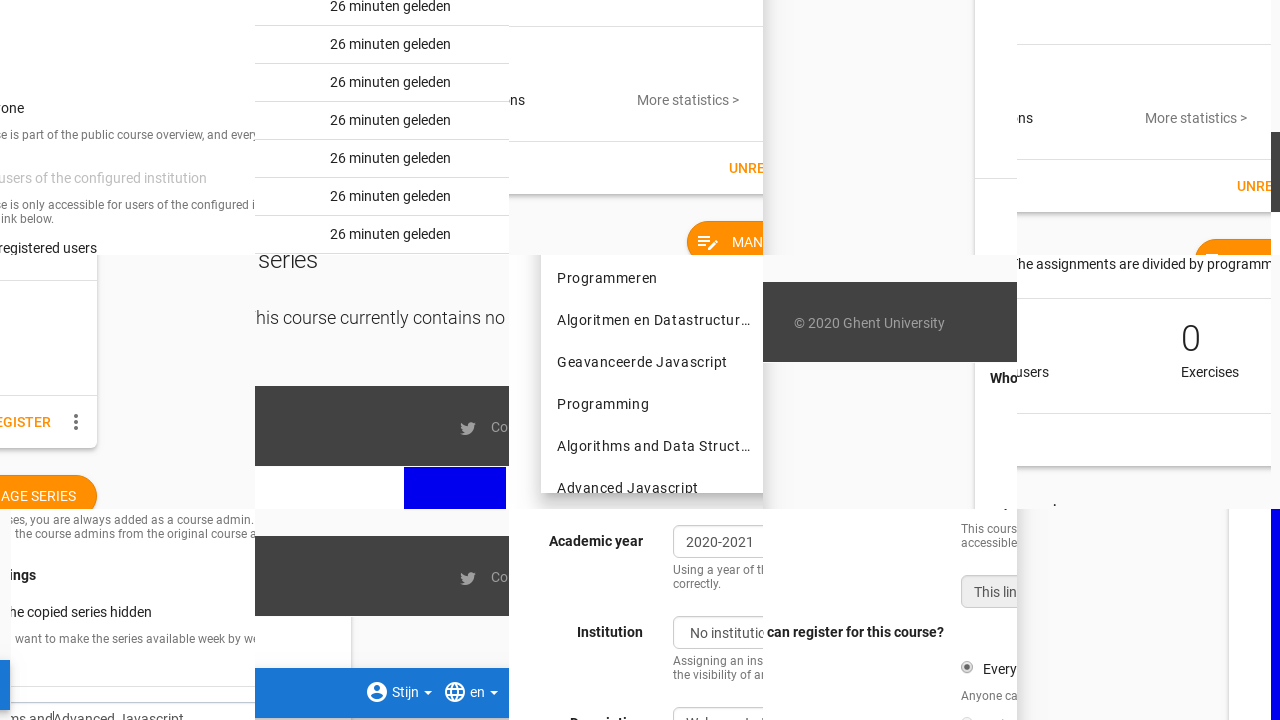 yone
se is part of the public course overview, and every
users of the configured institution
se is only accessible for users of the configured i
link below.
registered users
26 minuten geleden
26 minuten geleden
26 minuten geleden
26 minuten geleden
26 minuten geleden
26 minuten geleden
26 minuten geleden
ns
More statistics >
UNRE
MAN
ns
More statistics >
UNRE
EGISTER
AGE SERIES
series
his course currently contains no
Co
Programmeren
Algoritmen en Datastructur…
Geavanceerde Javascript
Programming
Algorithms and Data Struct…
Advanced Javascript
© 2020 Ghent University
The assignments are divided by programm
0
users
Exercises
Who
ses, you are always added as a course admin.
the course admins from the original course a
ings
he copied series hidden
want to make the series available week by we
ms and Advanced Javascript
Co
Stijn
en
Academic year
2020-2021
Using a year of th
correctly.
Institution
No institutio
Assigning an ins
the visibility of an
This cours
accessible
This lin
can register for this course?
Every
Anyone ca